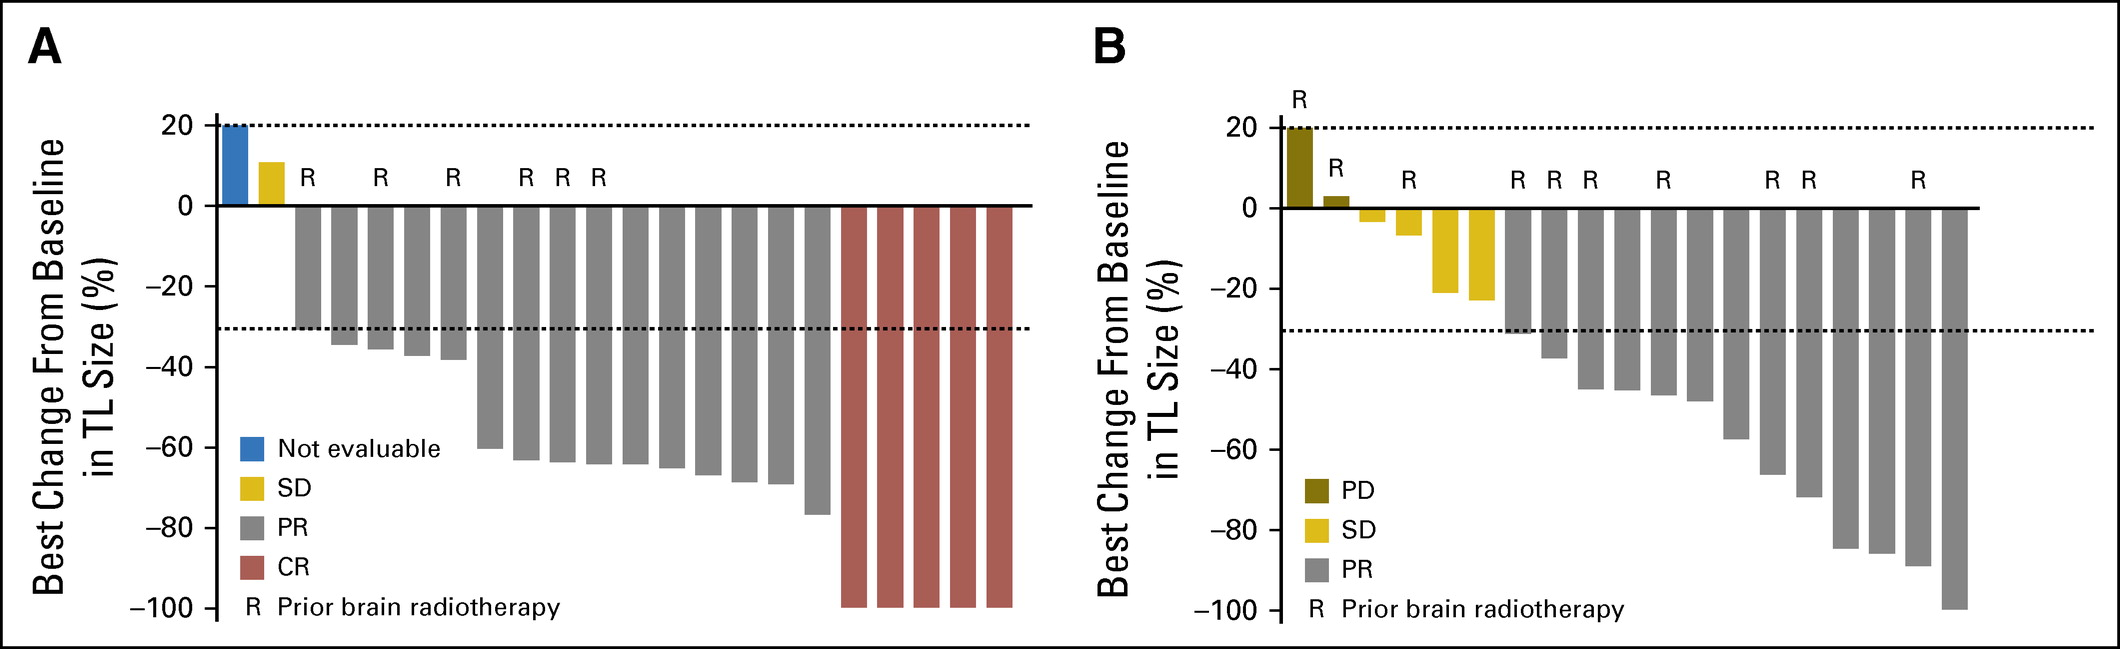 A
Best Change From Baseline
in TL Size (%)
20
0
–20
–40
–60
–80
–100
R R R R R R
Not evaluable
SD
PR
CR
R Prior brain radiotherapy
B
Best Change From Baseline
in TL Size (%)
20
0
–20
–40
–60
–80
–100
R
R
R R R R R R R R
PD
SD
PR
R Prior brain radiotherapy